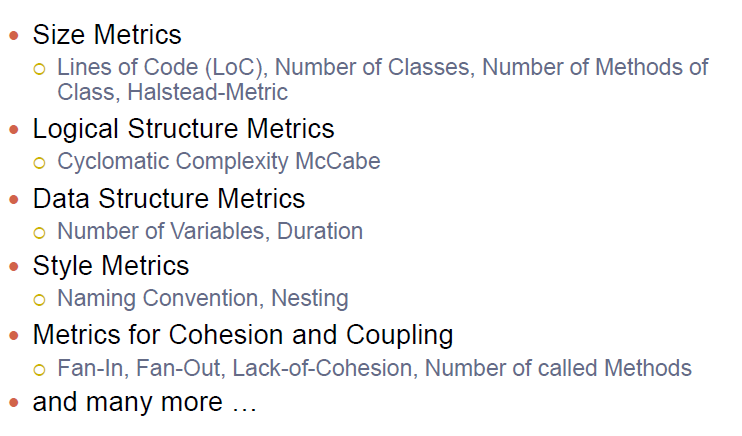 Size Metrics
Lines of Code (LoC), Number of Classes, Number of Methods of
Class, Halstead-Metric
Logical Structure Metrics
Cyclomatic Complexity McCabe
Data Structure Metrics
Number of Variables, Duration
Style Metrics
Naming Convention, Nesting
Metrics for Cohesion and Coupling
Fan-In, Fan-Out, Lack-of-Cohesion, Number of called Methods
and many more …